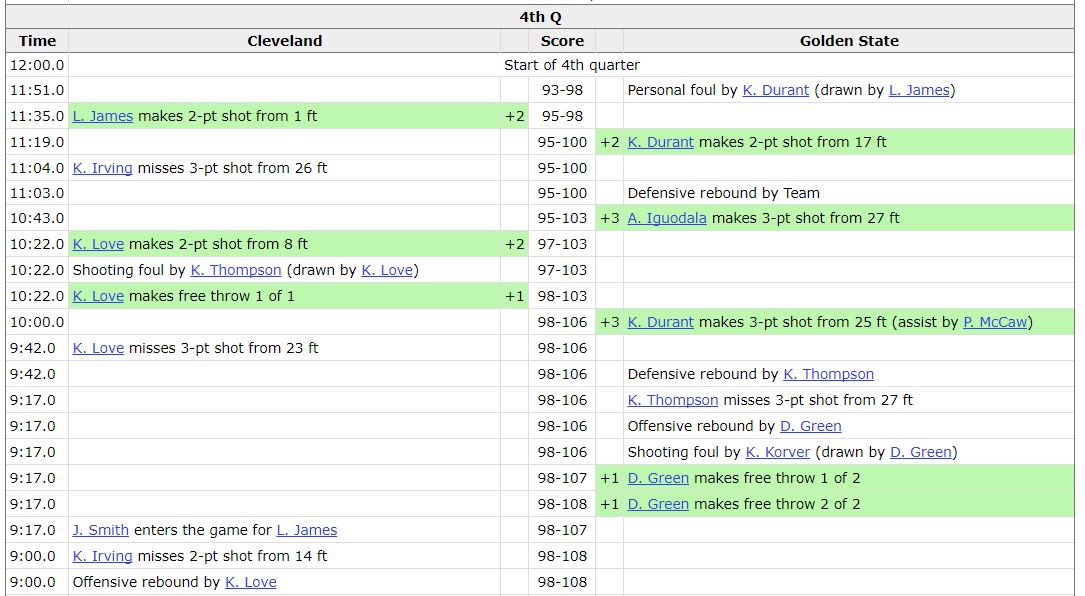 4th Q
Time Cleveland Score Golden State
12:00.0 Start of 4th quarter
11:51.0 93-98 Personal foul by K. Durant (drawn by L. James)
11:35.0 L. James makes 2-pt shot from 1 ft +2 95-98
11:19.0 95-100 +2 K. Durant makes 2-pt shot from 17 ft
11:04.0 K. Irving misses 3-pt shot from 26 ft 95-100
11:03.0 95-100 Defensive rebound by Team
10:43.0 95-103 +3 A. Iguodala makes 3-pt shot from 27 ft
10:22.0 K. Love makes 2-pt shot from 8 ft +2 97-103
10:22.0 Shooting foul by K. Thompson (drawn by K. Love) 97-103
10:22.0 K. Love makes free throw 1 of 1 +1 98-103
10:00.0 98-106 +3 K. Durant makes 3-pt shot from 25 ft (assist by P. McCaw)
9:42.0 K. Love misses 3-pt shot from 23 ft 98-106
9:42.0 98-106 Defensive rebound by K. Thompson
9:17.0 98-106 K. Thompson misses 3-pt shot from 27 ft
9:17.0 98-106 Offensive rebound by D. Green
9:17.0 98-106 Shooting foul by K. Korver (drawn by D. Green)
9:17.0 98-107 +1 D. Green makes free throw 1 of 2
9:17.0 98-108 +1 D. Green makes free throw 2 of 2
9:17.0 J. Smith enters the game for L. James 98-107
9:00.0 K. Irving misses 2-pt shot from 14 ft 98-108
9:00.0 Offensive rebound by K. Love 98-108